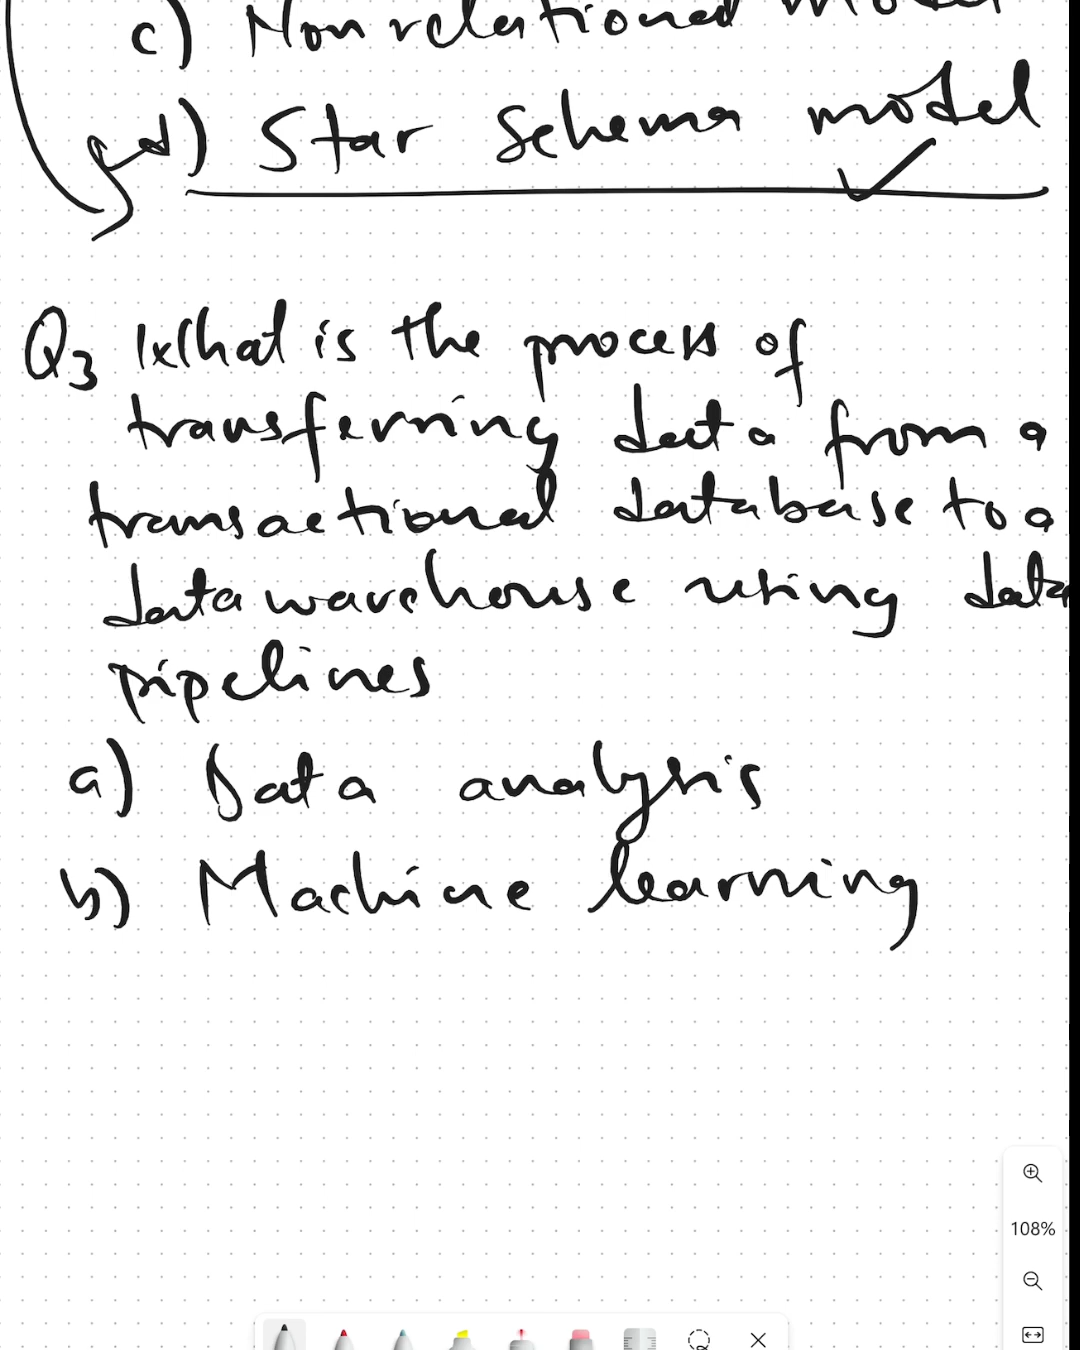 c) Non relational model
d) Star Schema model
Q3 What is the process of
transferring data from a
transactional database to a
data warehouse using data
pipelines
a) Data analysis
b) Machine learning
108%